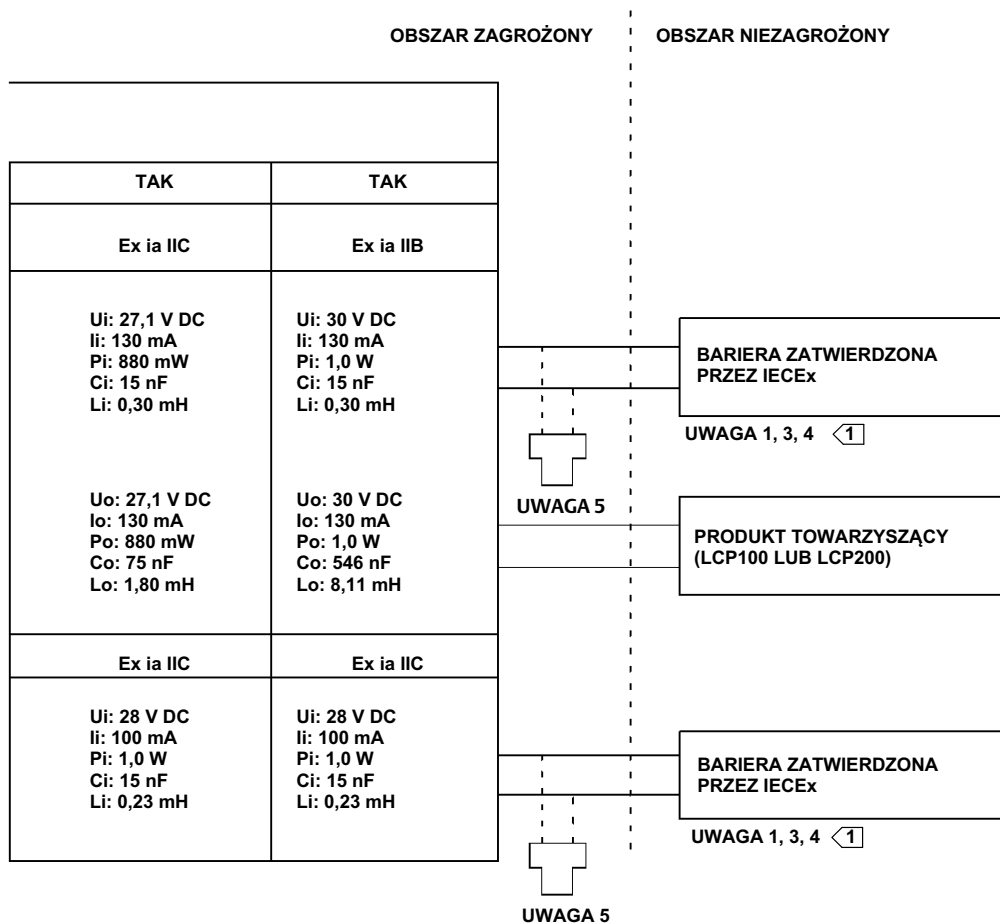 OBSZAR ZAGROŻONY
OBSZAR NIEZAGROŻONY
TAK
TAK
Ex ia IIC
Ex ia IIB
Ui: 27,1 V DC
Ii: 130 mA
Pi: 880 mW
Ci: 15 nF
Li: 0,30 mH
Ui: 30 V DC
Ii: 130 mA
Pi: 1,0 W
Ci: 15 nF
Li: 0,30 mH
BARIERA ZATWIERDZONA
PRZEZ IECEx
UWAGA 1, 3, 4 1
UWAGA 5
Uo: 27,1 V DC
Io: 130 mA
Po: 880 mW
Co: 75 nF
Lo: 1,80 mH
Uo: 30 V DC
Io: 130 mA
Po: 1,0 W
Co: 546 nF
Lo: 8,11 mH
PRODUKT TOWARZYSZĄCY
(LCP100 LUB LCP200)
Ex ia IIC
Ex ia IIC
Ui: 28 V DC
Ii: 100 mA
Pi: 1,0 W
Ci: 15 nF
Li: 0,23 mH
Ui: 28 V DC
Ii: 100 mA
Pi: 1,0 W
Ci: 15 nF
Li: 0,23 mH
BARIERA ZATWIERDZONA
PRZEZ IECEx
UWAGA 1, 3, 4 1
UWAGA 5